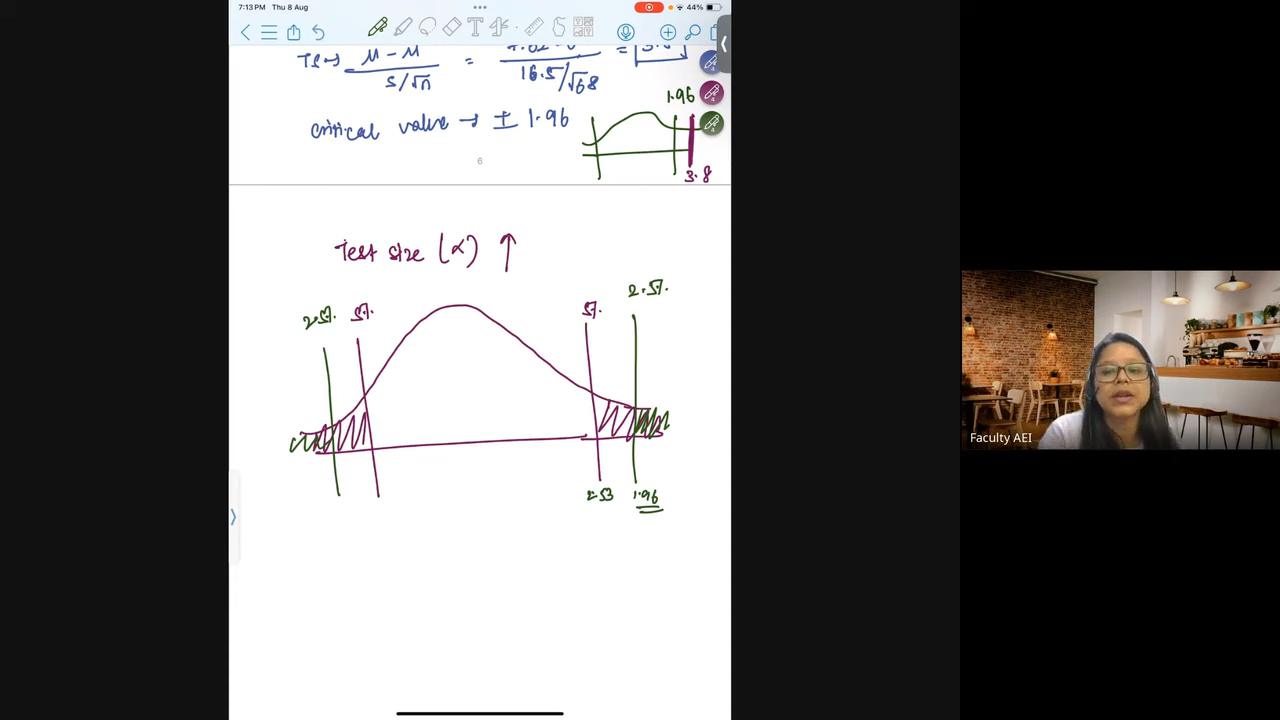 7:13 PM Thu 8 Aug
44%
μ - μ
s/√n
=
16.5/√68
=
critical value → ± 1.96
1.96
3.8
6
Test size (α) ↑
2.5%. 5%.
5%. 2.5%.
2.53 1.96
Faculty AEI